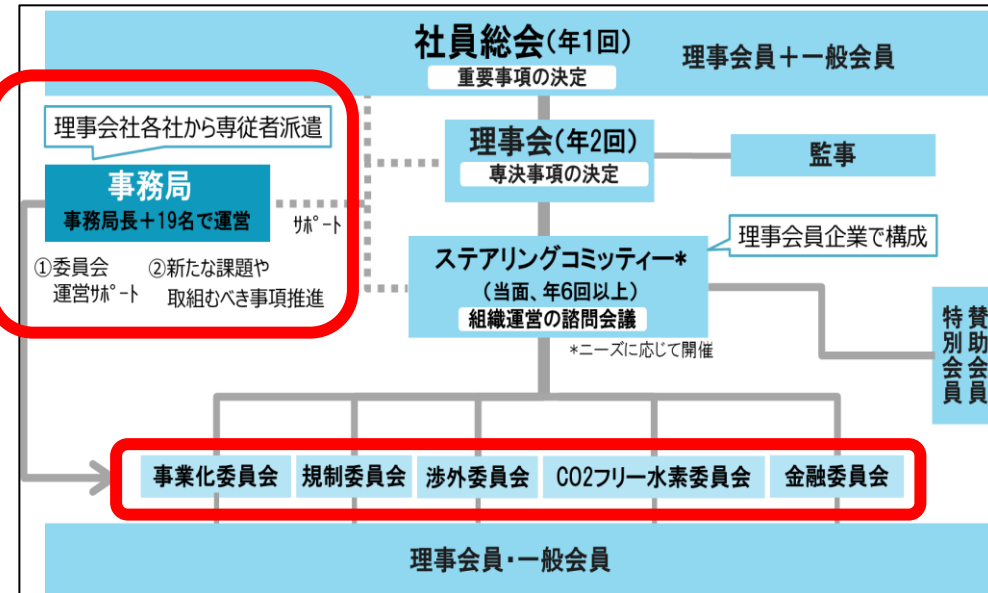 社員総会(年1回)
重要事項の決定
理事会員＋一般会員
理事会社各社から専従者派遣
事務局
事務局長＋19名で運営
サポート
①委員会
運営サポート
②新たな課題や
取組むべき事項推進
理事会(年2回)
専決事項の決定
監事
ステアリングコミッティー*
(当面、年6回以上)
組織運営の諮問会議
*ニーズに応じて開催
理事会員企業で構成
賛助会員
特別会員
事業化委員会
規制委員会
渉外委員会
CO2フリー水素委員会
金融委員会
理事会員・一般会員